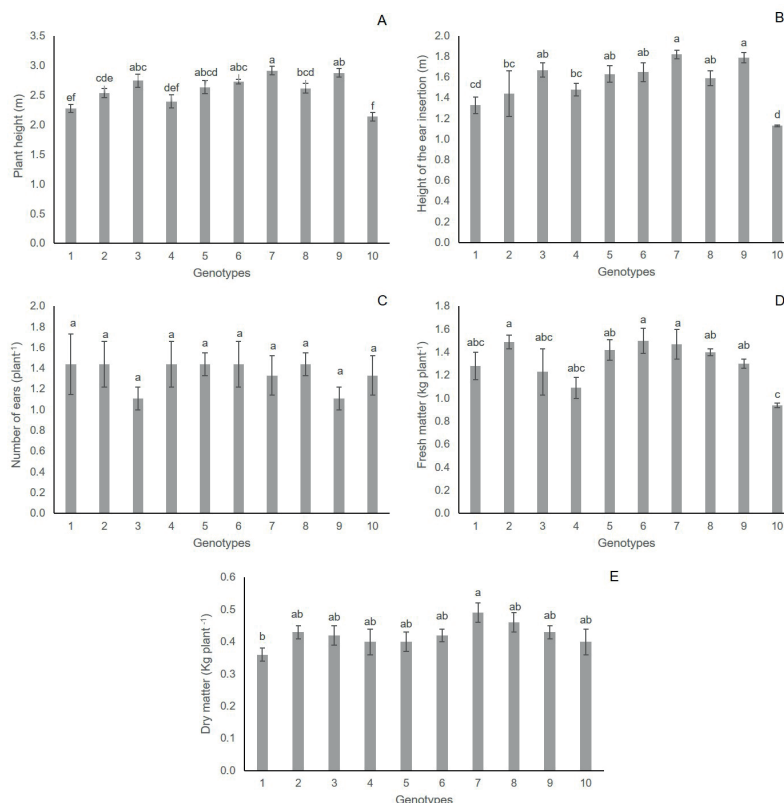 A
Plant height (m)
3.5
3.0
2.5
2.0
1.5
1.0
0.5
0.0
ef cde abc def abcd abc a bcd ab f
1 2 3 4 5 6 7 8 9 10
Genotypes
B
Height of the ear insertion (m)
2.0
1.8
1.6
1.4
1.2
1.0
0.8
0.6
0.4
0.2
0.0
cd bc ab bc ab ab a ab a d
1 2 3 4 5 6 7 8 9 10
Genotypes
C
Number of ears (plant⁻¹)
2.0
1.8
1.6
1.4
1.2
1.0
0.8
0.6
0.4
0.2
0.0
a a a a a a a a a a
1 2 3 4 5 6 7 8 9 10
Genotypes
D
Fresh matter (kg plant⁻¹)
1.8
1.6
1.4
1.2
1.0
0.8
0.6
0.4
0.2
0.0
abc a abc abc ab a a ab ab c
1 2 3 4 5 6 7 8 9 10
Genotypes
E
Dry matter (Kg plant ⁻¹)
0.6
0.5
0.4
0.3
0.2
0.1
0.0
b ab ab ab ab ab a ab ab ab
1 2 3 4 5 6 7 8 9 10
Genotypes